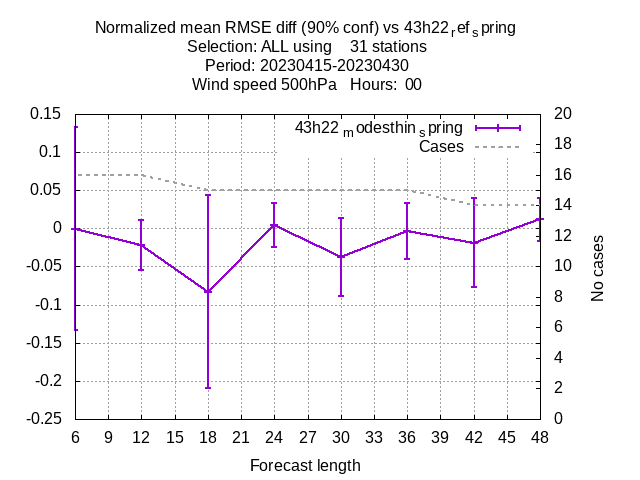 Normalized mean RMSE diff (90% conf) vs 43h22refspring
Selection: ALL using 31 stations
Period: 20230415-20230430
Wind speed 500hPa Hours: 00
43h22modesthinspring
Cases
0.15
0.1
0.05
0
-0.05
-0.1
-0.15
-0.2
-0.25
20
18
16
14
12
10
8
6
4
2
0
No cases
6 9 12 15 18 21 24 27 30 33 36 39 42 45 48
Forecast length